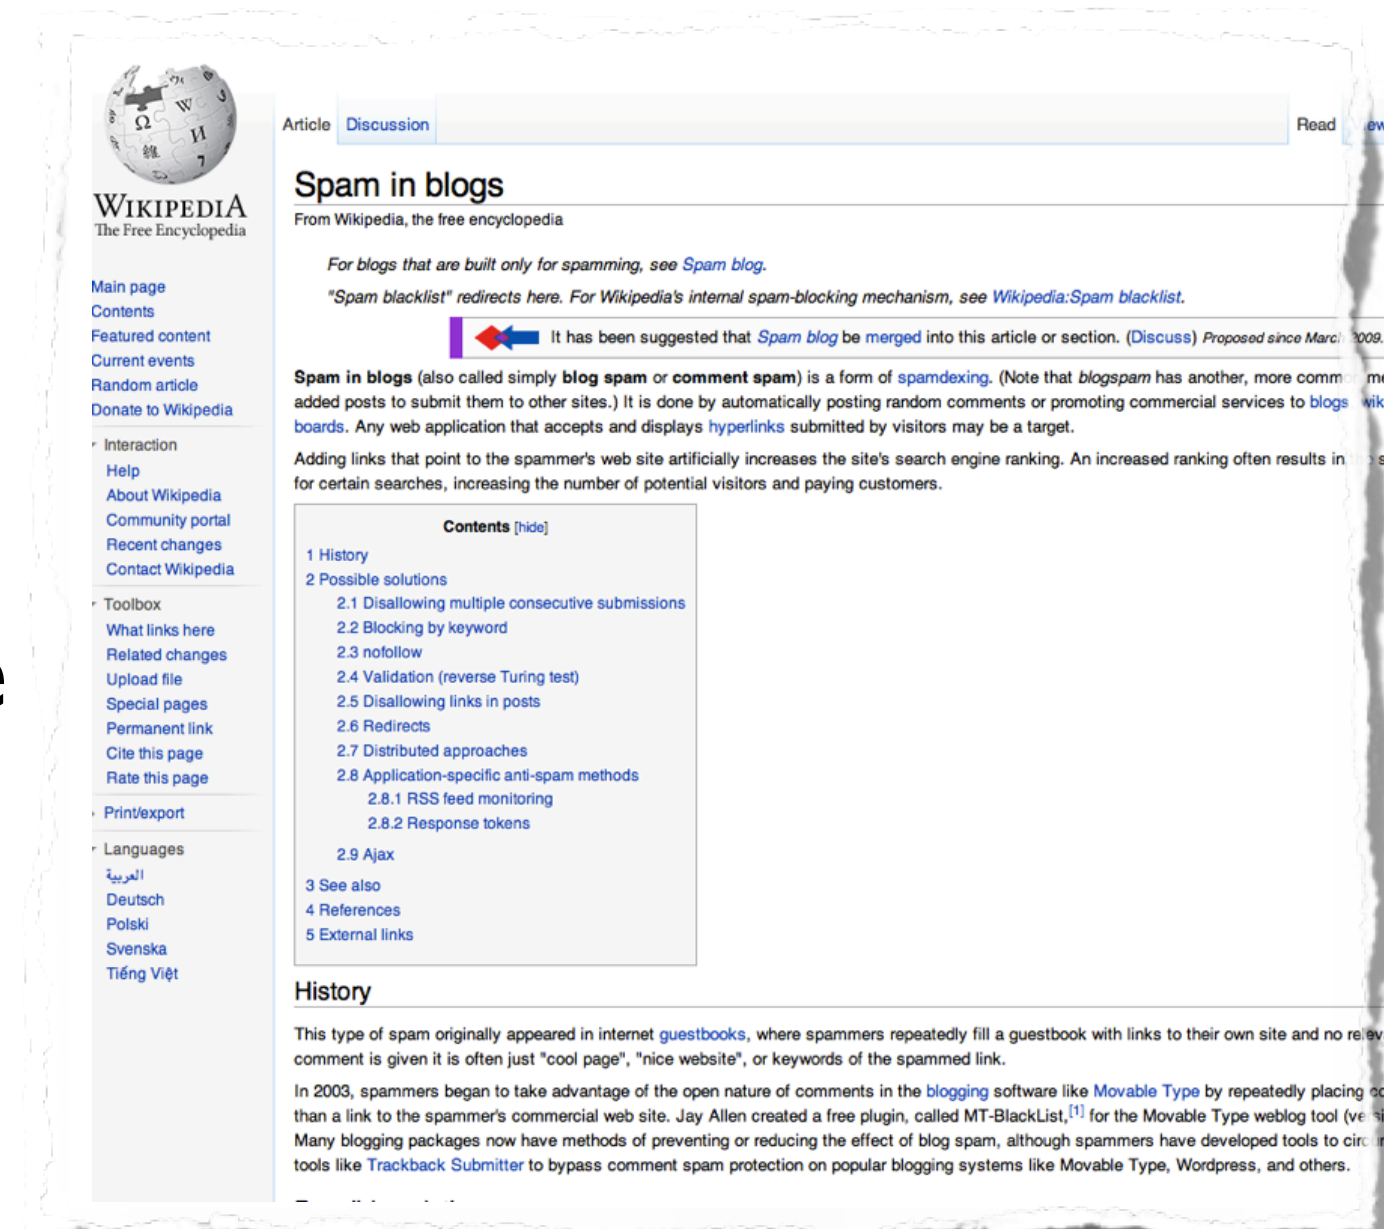 WIKIPEDIA
The Free Encyclopedia
Main page
Contents
Featured content
Current events
Random article
Donate to Wikipedia
Interaction
Help
About Wikipedia
Community portal
Recent changes
Contact Wikipedia
Toolbox
What links here
Related changes
Upload file
Special pages
Permanent link
Cite this page
Rate this page
Print/export
Languages
العربية
Deutsch
Polski
Svenska
Tiếng Việt
e
Article Discussion Read
Spam in blogs
From Wikipedia, the free encyclopedia
For blogs that are built only for spamming, see Spam blog.
"Spam blacklist" redirects here. For Wikipedia's internal spam-blocking mechanism, see Wikipedia:Spam blacklist.
It has been suggested that Spam blog be merged into this article or section. (Discuss) Proposed since March 2009.
Spam in blogs (also called simply blog spam or comment spam) is a form of spamdexing. (Note that blogspam has another, more common
added posts to submit them to other sites.) It is done by automatically posting random comments or promoting commercial services to blogs
boards. Any web application that accepts and displays hyperlinks submitted by visitors may be a target.
Adding links that point to the spammer's web site artificially increases the site's search engine ranking. An increased ranking often results in
for certain searches, increasing the number of potential visitors and paying customers.
Contents [hide]
1 History
2 Possible solutions
2.1 Disallowing multiple consecutive submissions
2.2 Blocking by keyword
2.3 nofollow
2.4 Validation (reverse Turing test)
2.5 Disallowing links in posts
2.6 Redirects
2.7 Distributed approaches
2.8 Application-specific anti-spam methods
2.8.1 RSS feed monitoring
2.8.2 Response tokens
2.9 Ajax
3 See also
4 References
5 External links
History
This type of spam originally appeared in internet guestbooks, where spammers repeatedly fill a guestbook with links to their own site and no
comment is given it is often just "cool page", "nice website", or keywords of the spammed link.
In 2003, spammers began to take advantage of the open nature of comments in the blogging software like Movable Type by repeatedly placing
than a link to the spammer's commercial web site. Jay Allen created a free plugin, called MT-BlackList,[1] for the Movable Type weblog tool
Many blogging packages now have methods of preventing or reducing the effect of blog spam, although spammers have developed tools to
tools like Trackback Submitter to bypass comment spam protection on popular blogging systems like Movable Type, Wordpress, and others.